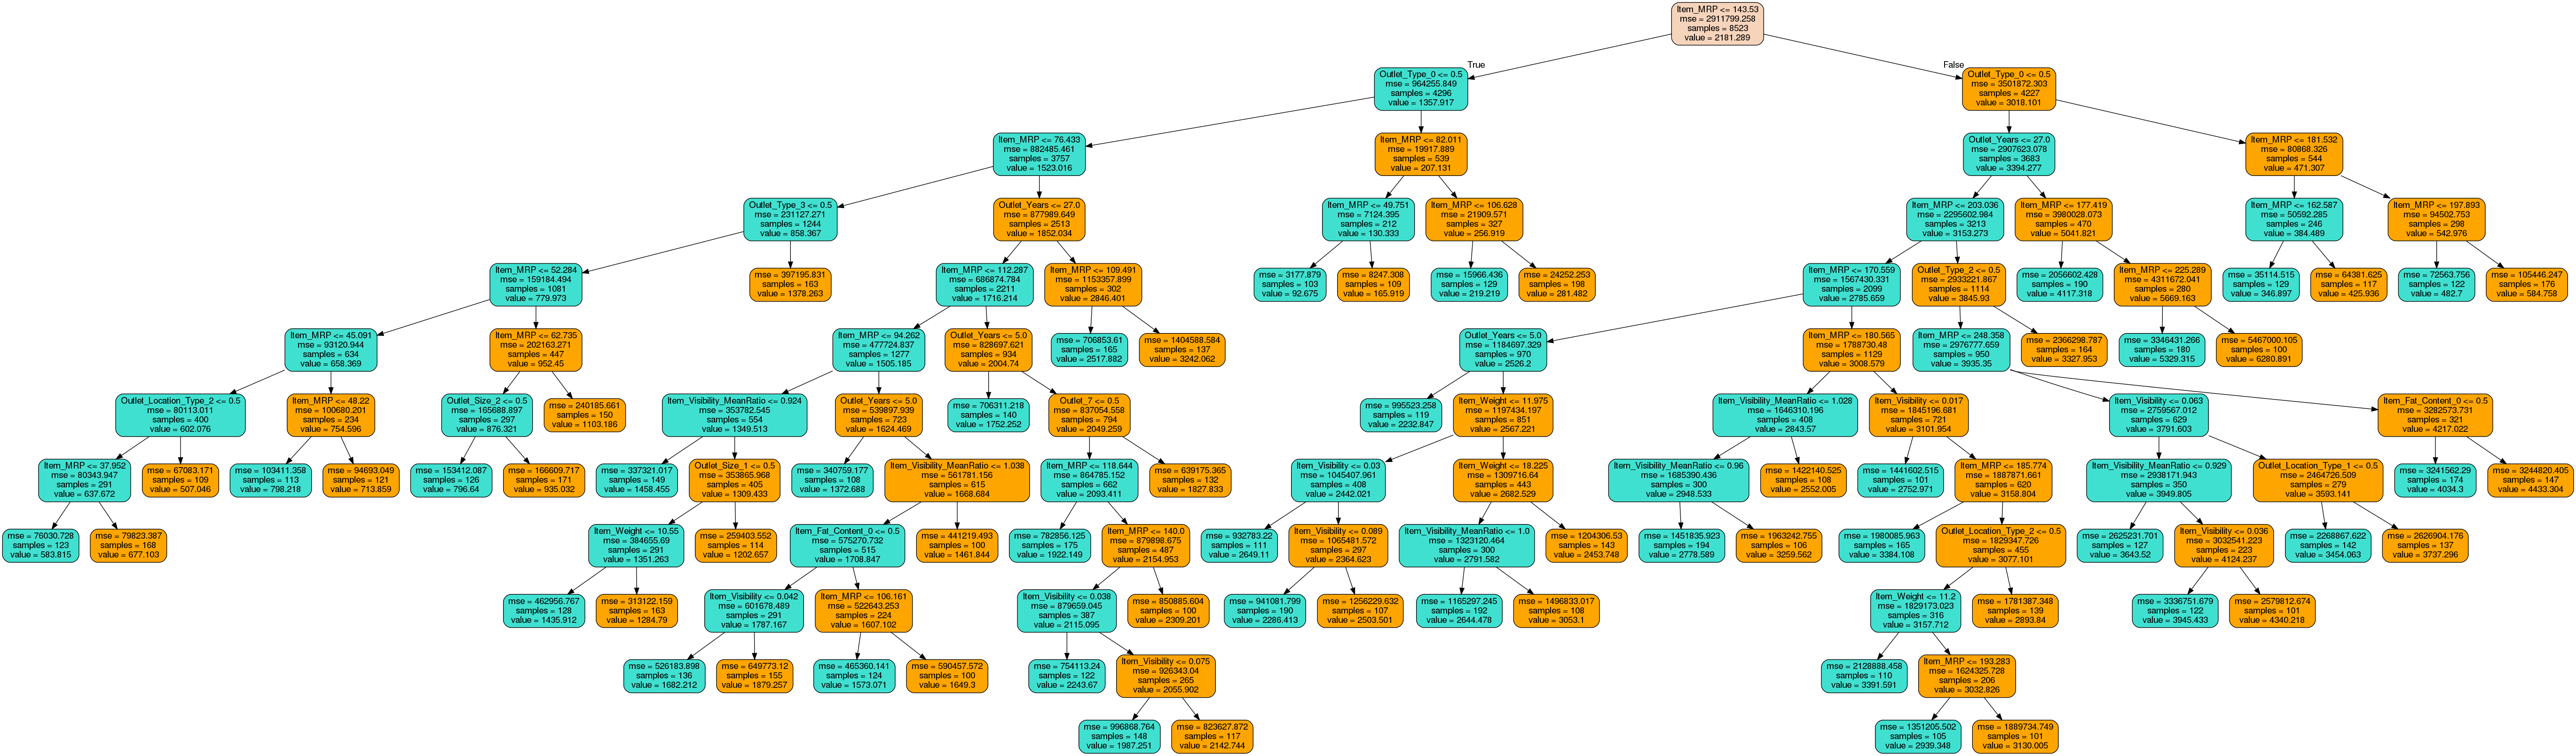 Item_MRP <= 143.53
mse = 2911799.258
samples = 8523
value = 2181.289
True
False
Outlet_Type_0 <= 0.5
mse = 964255.849
samples = 4296
value = 1357.917
Outlet_Type_0 <= 0.5
mse = 3501872.303
samples = 4227
value = 3018.101
Item_MRP <= 76.433
mse = 882485.461
samples = 3757
value = 1523.016
Item_MRP <= 82.011
mse = 19917.889
samples = 539
value = 207.131
Outlet_Years <= 27.0
mse = 2907623.078
samples = 3683
value = 3394.277
Item_MRP <= 181.532
mse = 80868.326
samples = 544
value = 471.307
Outlet_Type_3 <= 0.5
mse = 231127.271
samples = 1244
value = 858.367
Outlet_Years <= 27.0
mse = 877989.649
samples = 2513
value = 1852.034
Item_MRP <= 49.751
mse = 7124.395
samples = 212
value = 130.333
Item_MRP <= 106.628
mse = 21909.571
samples = 327
value = 256.919
Item_MRP <= 203.036
mse = 2295602.984
samples = 3213
value = 3153.273
Item_MRP <= 177.419
mse = 3980028.073
samples = 470
value = 5041.821
Item_MRP <= 162.587
mse = 50592.285
samples = 246
value = 384.489
Item_MRP <= 197.893
mse = 94502.753
samples = 298
value = 542.976
Item_MRP <= 52.284
mse = 159184.494
samples = 1081
value = 779.973
mse = 397195.831
samples = 163
value = 1378.263
Item_MRP <= 112.287
mse = 686874.784
samples = 2211
value = 1716.214
Item_MRP <= 109.491
mse = 1153357.899
samples = 302
value = 2846.401
mse = 3177.879
samples = 103
value = 92.675
mse = 8247.308
samples = 109
value = 165.919
mse = 15966.436
samples = 129
value = 219.219
mse = 24252.253
samples = 198
value = 281.482
Item_MRP <= 170.559
mse = 1567430.331
samples = 2099
value = 2785.659
Outlet_Type_2 <= 0.5
mse = 2933221.867
samples = 1114
value = 3845.93
mse = 2056602.428
samples = 190
value = 4117.318
Item_MRP <= 225.289
mse = 4311672.041
samples = 280
value = 5669.163
mse = 35114.515
samples = 129
value = 346.897
mse = 64381.625
samples = 117
value = 425.936
mse = 72563.756
samples = 122
value = 482.7
mse = 105446.247
samples = 176
value = 584.758
Item_MRP <= 45.091
mse = 93120.944
samples = 634
value = 658.369
Item_MRP <= 62.735
mse = 202163.271
samples = 447
value = 952.45
Item_MRP <= 94.262
mse = 477724.837
samples = 1277
value = 1505.185
Outlet_Years <= 5.0
mse = 828697.621
samples = 934
value = 2004.74
mse = 706853.61
samples = 165
value = 2517.882
mse = 1404588.584
samples = 137
value = 3242.062
Outlet_Years <= 5.0
mse = 1184697.329
samples = 970
value = 2526.2
Item_MRP <= 180.565
mse = 1788730.48
samples = 1129
value = 3008.579
Item_MRP <= 248.358
mse = 2976777.659
samples = 950
value = 3935.35
mse = 2366298.787
samples = 164
value = 3327.953
mse = 3346431.266
samples = 180
value = 5329.315
mse = 5467000.105
samples = 100
value = 6280.891
Outlet_Location_Type_2 <= 0.5
mse = 80113.011
samples = 400
value = 602.076
Item_MRP <= 48.22
mse = 100680.201
samples = 234
value = 754.596
Outlet_Size_2 <= 0.5
mse = 165688.897
samples = 297
value = 876.321
mse = 240185.661
samples = 150
value = 1103.186
Item_Visibility_MeanRatio <= 0.924
mse = 353782.545
samples = 554
value = 1349.513
Outlet_Years <= 5.0
mse = 539897.939
samples = 723
value = 1624.469
mse = 706311.218
samples = 140
value = 1752.252
Outlet_7 <= 0.5
mse = 837054.558
samples = 794
value = 2049.259
mse = 995523.258
samples = 119
value = 2232.847
Item_Weight <= 11.975
mse = 1197434.197
samples = 851
value = 2567.221
Item_Visibility_MeanRatio <= 1.028
mse = 1646310.196
samples = 408
value = 2843.57
Item_Visibility <= 0.017
mse = 1845196.681
samples = 721
value = 3101.954
Item_Visibility <= 0.063
mse = 2759567.012
samples = 629
value = 3791.603
Item_Fat_Content_0 <= 0.5
mse = 3282573.731
samples = 321
value = 4217.022
Item_MRP <= 37.952
mse = 80343.947
samples = 291
value = 637.672
mse = 67083.171
samples = 109
value = 507.046
mse = 103411.358
samples = 113
value = 798.218
mse = 94693.049
samples = 121
value = 713.859
mse = 153412.087
samples = 126
value = 796.64
mse = 166609.717
samples = 171
value = 935.032
mse = 337321.017
samples = 149
value = 1458.455
Outlet_Size_1 <= 0.5
mse = 353865.968
samples = 405
value = 1309.433
mse = 340759.177
samples = 108
value = 1372.688
Item_Visibility_MeanRatio <= 1.038
mse = 561781.156
samples = 615
value = 1668.684
Item_MRP <= 118.644
mse = 864785.152
samples = 662
value = 2093.411
mse = 639175.365
samples = 132
value = 1827.833
Item_Visibility <= 0.03
mse = 1045407.961
samples = 408
value = 2442.021
Item_Weight <= 18.225
mse = 1309716.64
samples = 443
value = 2682.529
Item_Visibility_MeanRatio <= 0.96
mse = 1685390.436
samples = 300
value = 2948.533
mse = 1422140.525
samples = 108
value = 2552.005
mse = 1441602.515
samples = 101
value = 2752.971
Item_MRP <= 185.774
mse = 1887871.661
samples = 620
value = 3158.804
Item_Visibility_MeanRatio <= 0.929
mse = 2938171.943
samples = 350
value = 3949.805
Outlet_Location_Type_1 <= 0.5
mse = 2464726.509
samples = 279
value = 3593.141
mse = 3241562.29
samples = 174
value = 4034.3
mse = 3244820.405
samples = 147
value = 4433.304
mse = 76030.728
samples = 123
value = 583.815
mse = 79823.387
samples = 168
value = 677.103
Item_Weight <= 10.55
mse = 384655.69
samples = 291
value = 1351.263
mse = 259403.552
samples = 114
value = 1202.657
Item_Fat_Content_0 <= 0.5
mse = 575270.732
samples = 515
value = 1708.847
mse = 441219.493
samples = 100
value = 1461.844
mse = 782856.125
samples = 175
value = 1922.149
Item_MRP <= 140.0
mse = 879898.675
samples = 487
value = 2154.953
mse = 932783.22
samples = 111
value = 2649.11
Item_Visibility <= 0.089
mse = 1065481.572
samples = 297
value = 2364.623
Item_Visibility_MeanRatio <= 1.0
mse = 1323120.464
samples = 300
value = 2791.582
mse = 1204306.53
samples = 143
value = 2453.748
mse = 1451835.923
samples = 194
value = 2778.589
mse = 1963242.755
samples = 106
value = 3259.562
mse = 1980085.963
samples = 165
value = 3384.108
Outlet_Location_Type_2 <= 0.5
mse = 1829347.726
samples = 455
value = 3077.101
mse = 2625231.701
samples = 127
value = 3643.52
Item_Visibility <= 0.036
mse = 3032541.223
samples = 223
value = 4124.237
mse = 2268867.622
samples = 142
value = 3454.063
mse = 2626904.176
samples = 137
value = 3737.296
mse = 462956.767
samples = 128
value = 1435.912
mse = 313122.159
samples = 163
value = 1284.79
Item_Visibility <= 0.042
mse = 601678.489
samples = 291
value = 1787.167
Item_MRP <= 106.161
mse = 522643.253
samples = 224
value = 1607.102
Item_Visibility <= 0.038
mse = 879659.045
samples = 387
value = 2115.095
mse = 850885.604
samples = 100
value = 2309.201
mse = 941081.799
samples = 190
value = 2286.413
mse = 1256229.632
samples = 107
value = 2503.501
mse = 1165297.245
samples = 192
value = 2644.478
mse = 1496833.017
samples = 108
value = 3053.1
Item_Weight <= 11.2
mse = 1829173.023
samples = 316
value = 3157.712
mse = 1781387.348
samples = 139
value = 2893.84
mse = 3336751.679
samples = 122
value = 3945.433
mse = 2579812.674
samples = 101
value = 4340.218
mse = 526183.898
samples = 136
value = 1682.212
mse = 649773.12
samples = 155
value = 1879.257
mse = 465360.141
samples = 124
value = 1573.071
mse = 590457.572
samples = 100
value = 1649.3
mse = 754113.24
samples = 122
value = 2243.67
Item_Visibility <= 0.075
mse = 926343.04
samples = 265
value = 2055.902
mse = 2128888.458
samples = 110
value = 3391.591
Item_MRP <= 193.283
mse = 1624325.728
samples = 206
value = 3032.826
mse = 996868.764
samples = 148
value = 1987.251
mse = 823627.872
samples = 117
value = 2142.744
mse = 1351205.502
samples = 105
value = 2939.348
mse = 1889734.749
samples = 101
value = 3130.005